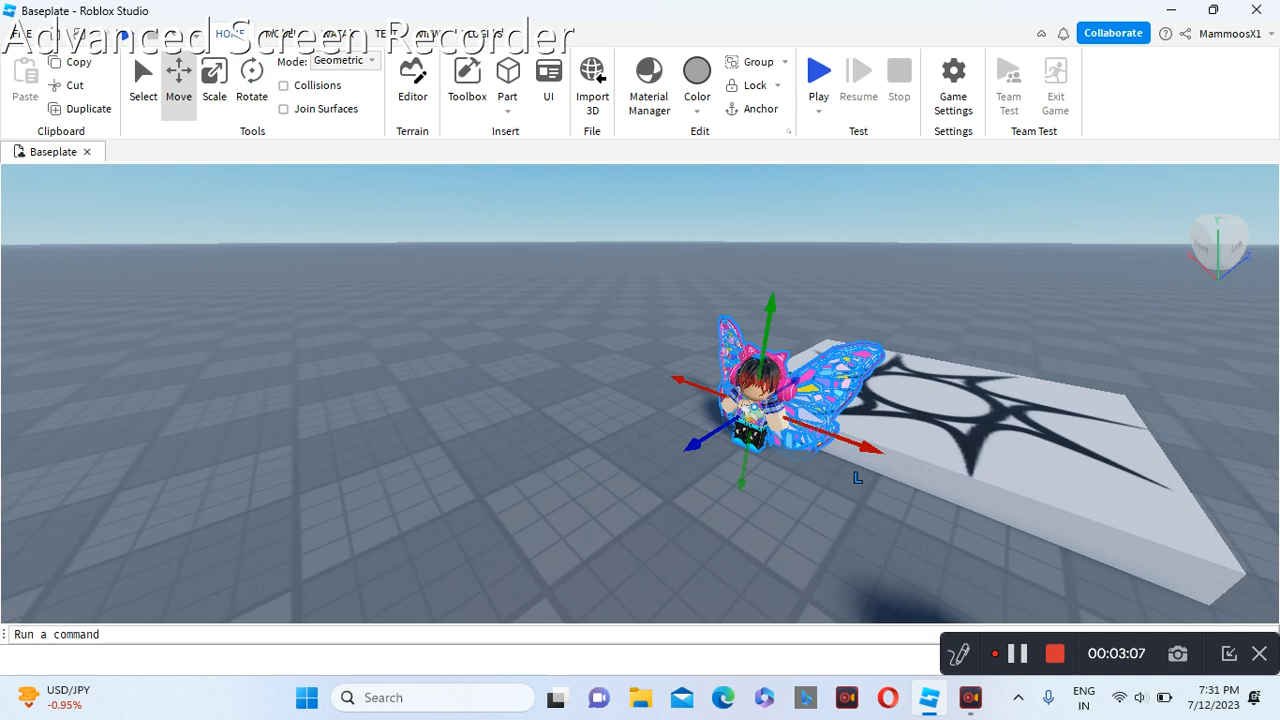 Baseplate - Roblox Studio
Advanced Screen Recorder
HOME
Collaborate
MammoosX1
Paste
Copy
Cut
Duplicate
Clipboard
Select
Move
Scale
Rotate
Mode: Geometric
Collisions
Join Surfaces
Tools
Editor
Terrain
Toolbox
Part
UI
Insert
Import
3D
File
Material
Manager
Color
Group
Lock
Anchor
Edit
Play
Resume
Stop
Test
Game
Settings
Settings
Team
Test
Exit
Game
Team Test
Baseplate
L
Run a command
00:03:07
USD/JPY
-0.95%
Search
ENG
IN
7:31 PM
7/12/2023